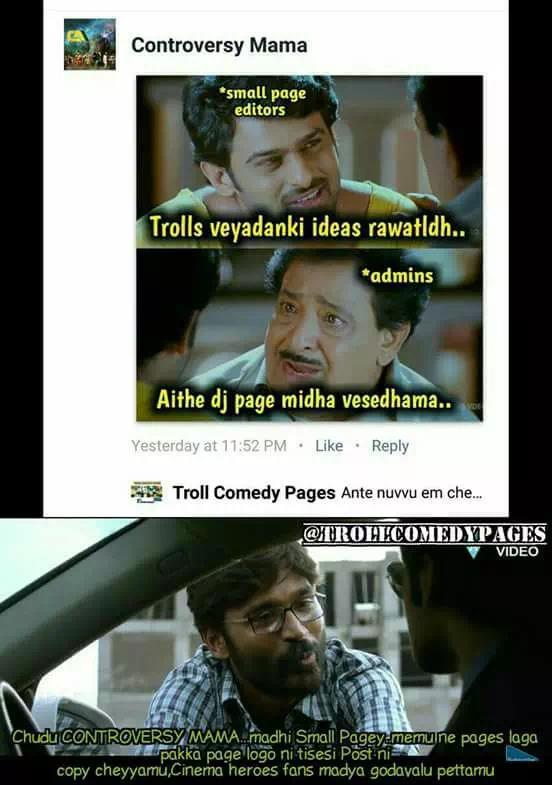 Controversy Mama
*small page
editors
Trolls veyadanki ideas rawatldh..
*admins
Aithe dj page midha vesedhama..
Yesterday at 11:52 PM · Like · Reply
Troll Comedy Pages Ante nuvvu em che...
@TROLLCOMEDYPAGES
VIDEO
Chudu CONTROVERSY MAMA...madhi Small Pagey-memulne pages laga
pakka page logo ni tisesi Post ni
copy cheyyamu,Cinema heroes fans madya godavalu pettamu